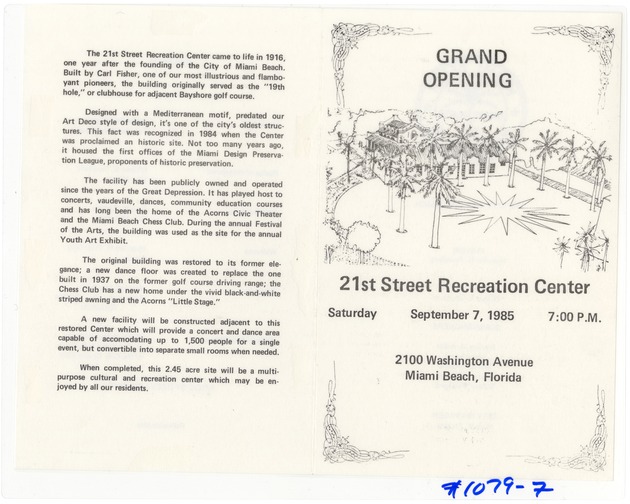 The 21st Street Recreation Center came to life in 1916,
one year after the founding of the City of Miami Beach.
Built by Carl Fisher, one of our most illustrious and flambo-
yant pioneers, the building originally served as the "19th
hole," or clubhouse for adjacent Bayshore golf course.
Designed with a Mediterranean motif, predated our
Art Deco style of design, it's one of the city's oldest struc-
tures. This fact was recognized in 1984 when the Center
was proclaimed an historic site. Not too many years ago,
it housed the first offices of the Miami Design Preserva-
tion League, proponents of historic preservation.
The facility has been publicly owned and operated
since the years of the Great Depression. It has played host to
concerts, vaudeville, dances, community education courses
and has long been the home of the Acorns Civic Theater
and the Miami Beach Chess Club. During the annual Festival
of the Arts, the building was used as the site for the annual
Youth Art Exhibit.
The original building was restored to its former ele-
gance; a new dance floor was created to replace the one
built in 1937 on the former golf course driving range; the
Chess Club has a new home under the vivid black-and-white
striped awning and the Acorns "Little Stage."
A new facility will be constructed adjacent to this
restored Center which will provide a concert and dance area
capable of accomodating up to 1,500 people for a single
event, but convertible into separate small rooms when needed.
When completed, this 2.45 acre site will be a multi-
purpose cultural and recreation center which may be en-
joyed by all our residents.
GRAND
OPENING
21st Street Recreation Center
Saturday September 7, 1985 7:00 P.M.
2100 Washington Avenue
Miami Beach, Florida
#1079-7